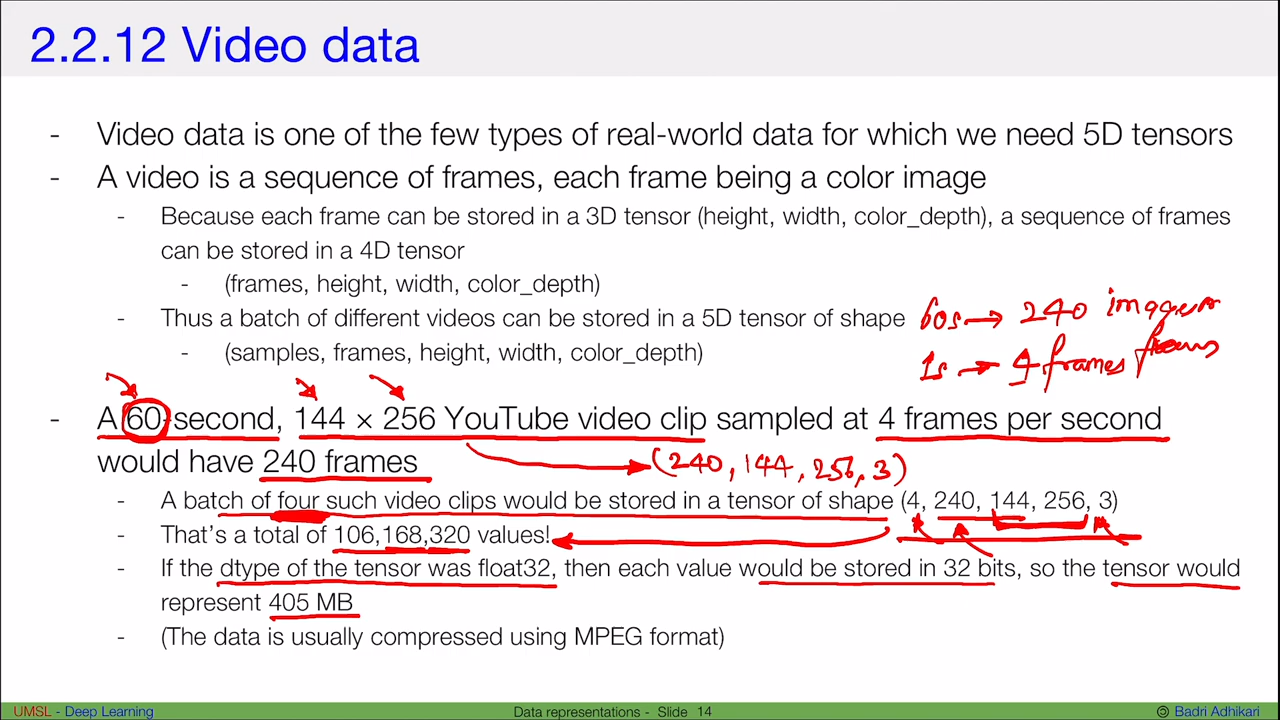 2.2.12 Video data
- Video data is one of the few types of real-world data for which we need 5D tensors
- A video is a sequence of frames, each frame being a color image
- Because each frame can be stored in a 3D tensor (height, width, color_depth), a sequence of frames
can be stored in a 4D tensor
- (frames, height, width, color_depth)
- Thus a batch of different videos can be stored in a 5D tensor of shape
- (samples, frames, height, width, color_depth)
60s → 240 images
1s → 4 frames
- A 60-second, 144 × 256 YouTube video clip sampled at 4 frames per second
would have 240 frames
(240, 144, 256, 3)
- A batch of four such video clips would be stored in a tensor of shape (4, 240, 144, 256, 3)
- That's a total of 106,168,320 values!
- If the dtype of the tensor was float32, then each value would be stored in 32 bits, so the tensor would
represent 405 MB
- (The data is usually compressed using MPEG format)
UMSL - Deep Learning
Data representations - Slide 14
© Badri Adhikari